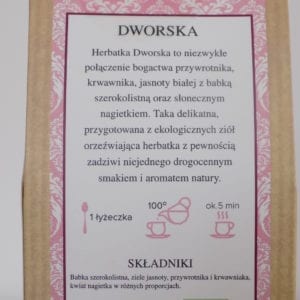 DWORSKA
Herbatka Dworska to niezwykłe
połączenie bogactwa przywrotnika,
krwawnika, jasnoty białej z babką
szerokolistną oraz słonecznym
nagietkiem. Taka delikatna,
przygotowana z ekologicznych ziół
orzeźwiająca herbatka z pewnością
zadziwi niejednego drogocennym
smakiem i aromatem natury.
1 łyżeczka
100°
ok.5 min
SKŁADNIKI
Babka szerokolistna, ziele jasnoty, przywrotnika i krwawniaka,
kwiat nagietka w różnych proporcjach.